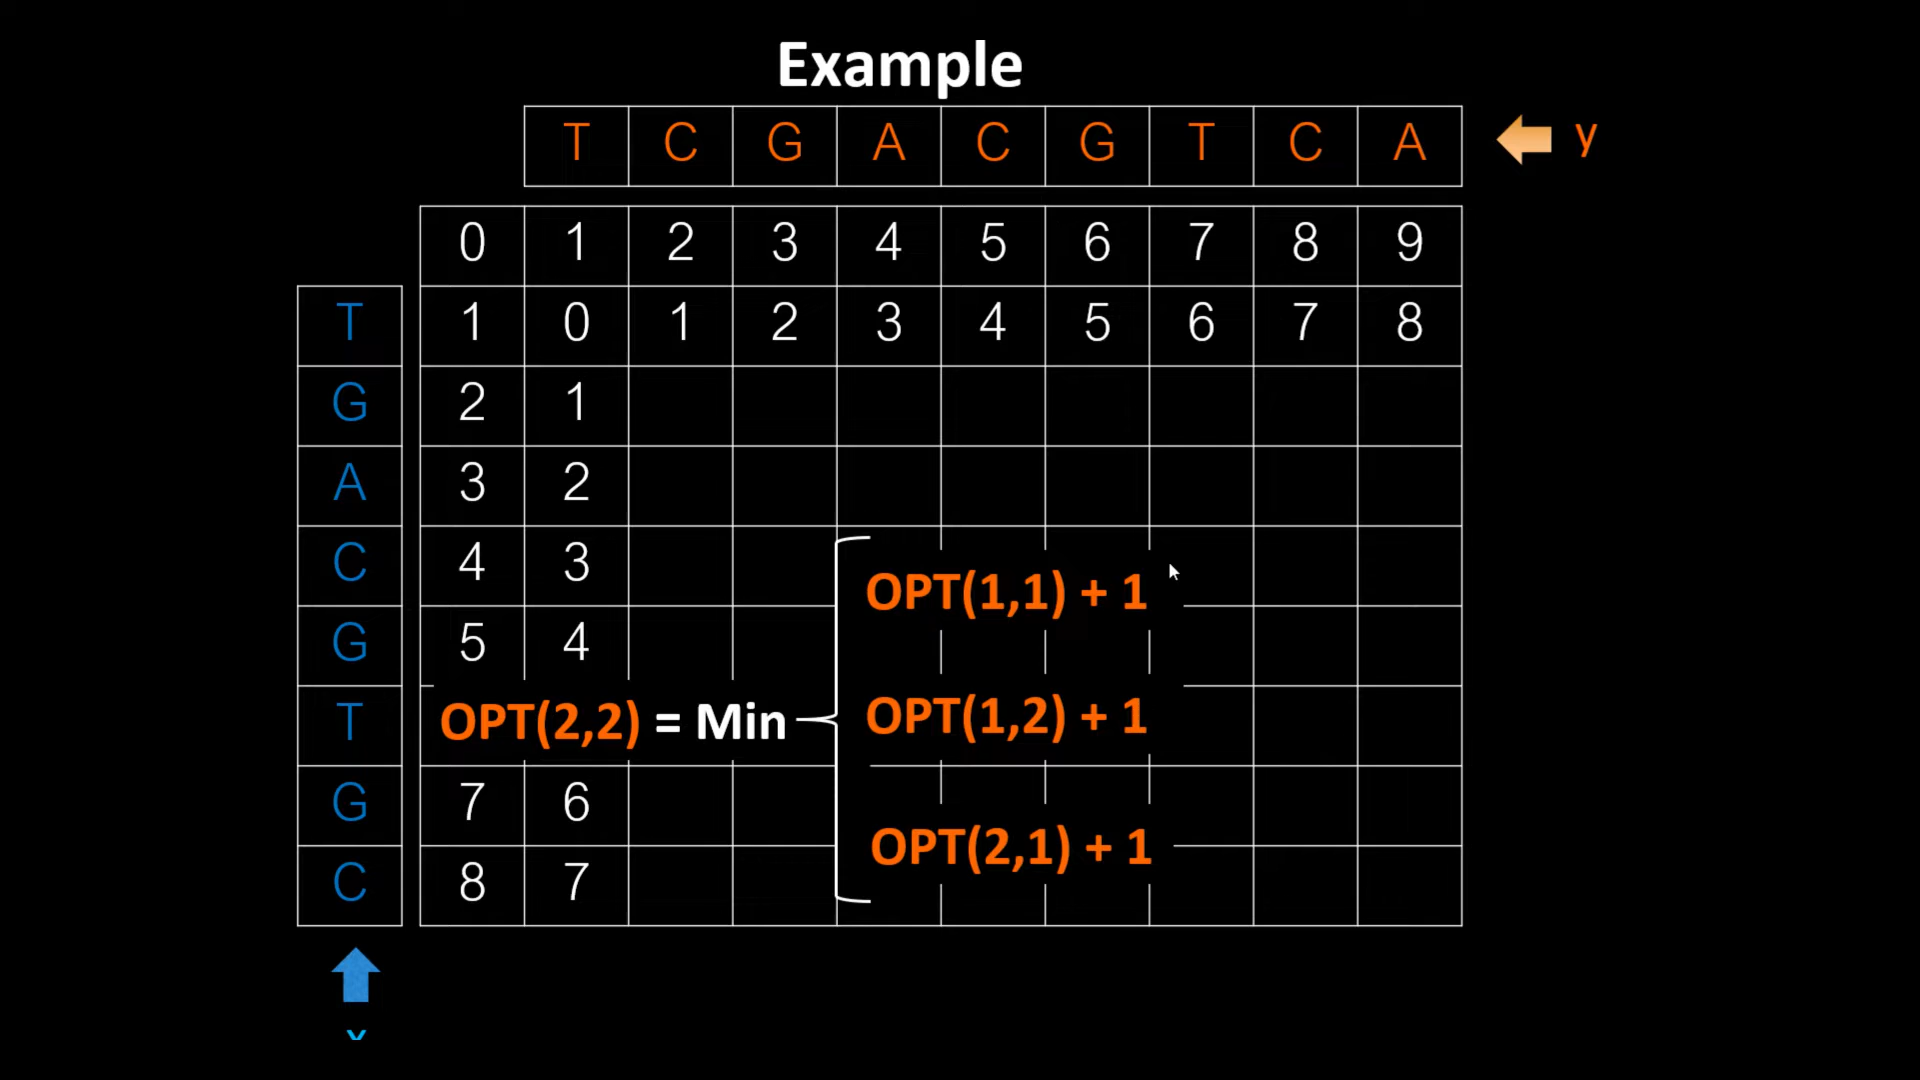 Example
T C G A C G T C A y
0 1 2 3 4 5 6 7 8 9
T 1 0 1 2 3 4 5 6 7 8
G 2 1
A 3 2
C 4 3
OPT(1,1) + 1
G 5 4
T OPT(2,2) = Min OPT(1,2) + 1
G 7 6
OPT(2,1) + 1
C 8 7
x